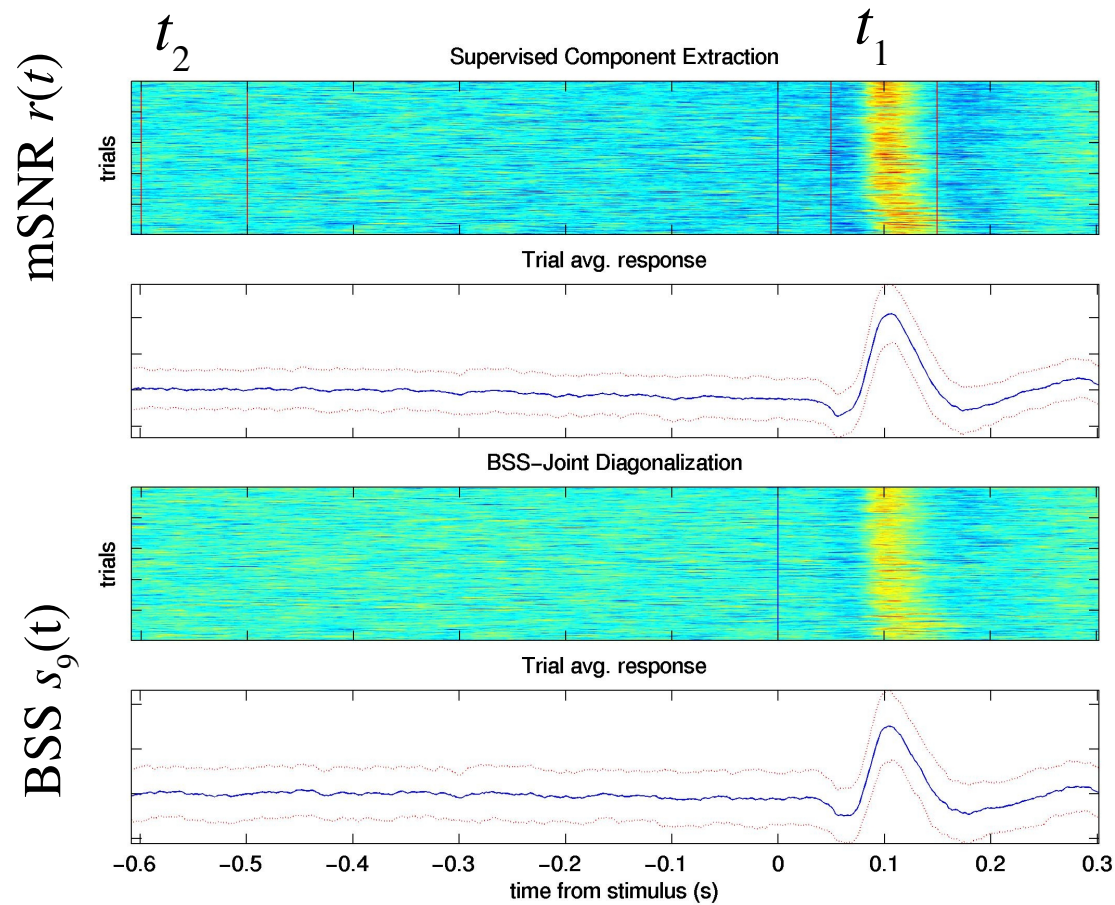 t₂
t₁
Supervised Component Extraction
mSNR r(t)
trials
Trial avg. response
BSS−Joint Diagonalization
trials
BSS s₉(t)
Trial avg. response
−0.6 −0.5 −0.4 −0.3 −0.2 −0.1 0 0.1 0.2 0.3
time from stimulus (s)